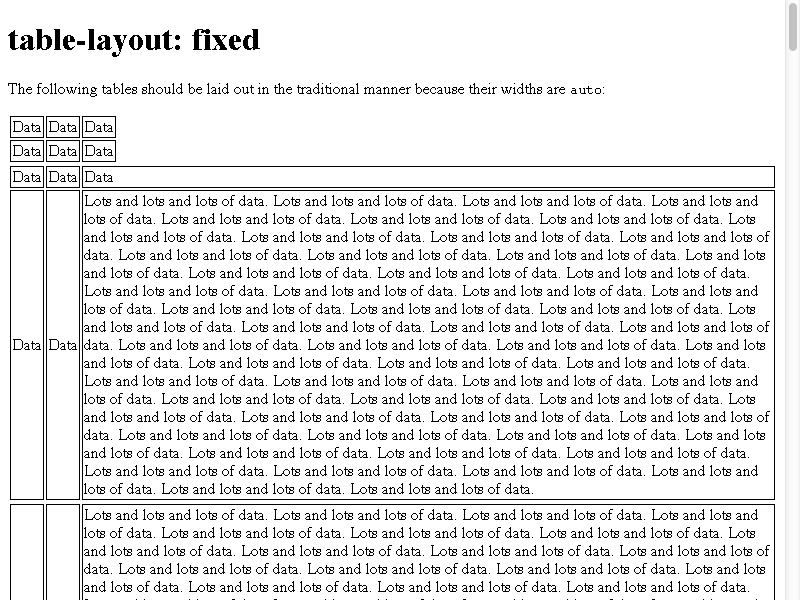 table-layout: fixed
The following tables should be laid out in the traditional manner because their widths are auto:
Data Data Data
Data Data Data
Data Data Data
Lots and lots and lots of data. Lots and lots and lots of data. Lots and lots and lots of data. Lots and lots and
lots of data. Lots and lots and lots of data. Lots and lots and lots of data. Lots and lots and lots of data. Lots
and lots and lots of data. Lots and lots and lots of data. Lots and lots and lots of data. Lots and lots and lots of
data. Lots and lots and lots of data. Lots and lots and lots of data. Lots and lots and lots of data. Lots and lots
and lots of data. Lots and lots and lots of data. Lots and lots and lots of data. Lots and lots and lots of data.
Lots and lots and lots of data. Lots and lots and lots of data. Lots and lots and lots of data. Lots and lots and
lots of data. Lots and lots and lots of data. Lots and lots and lots of data. Lots and lots and lots of data. Lots
and lots and lots of data. Lots and lots and lots of data. Lots and lots and lots of data. Lots and lots and lots of
Data Data data. Lots and lots and lots of data. Lots and lots and lots of data. Lots and lots and lots of data. Lots and lots
and lots of data. Lots and lots and lots of data. Lots and lots and lots of data. Lots and lots and lots of data.
Lots and lots and lots of data. Lots and lots and lots of data. Lots and lots and lots of data. Lots and lots and
lots of data. Lots and lots and lots of data. Lots and lots and lots of data. Lots and lots and lots of data. Lots
and lots and lots of data. Lots and lots and lots of data. Lots and lots and lots of data. Lots and lots and lots of
data. Lots and lots and lots of data. Lots and lots and lots of data. Lots and lots and lots of data. Lots and lots
and lots of data. Lots and lots and lots of data. Lots and lots and lots of data. Lots and lots and lots of data.
Lots and lots and lots of data. Lots and lots and lots of data. Lots and lots and lots of data. Lots and lots and
lots of data. Lots and lots and lots of data. Lots and lots and lots of data.
Lots and lots and lots of data. Lots and lots and lots of data. Lots and lots and lots of data. Lots and lots and
lots of data. Lots and lots and lots of data. Lots and lots and lots of data. Lots and lots and lots of data. Lots
and lots and lots of data. Lots and lots and lots of data. Lots and lots and lots of data. Lots and lots and lots of
data. Lots and lots and lots of data. Lots and lots and lots of data. Lots and lots and lots of data. Lots and lots
and lots of data. Lots and lots and lots of data. Lots and lots and lots of data. Lots and lots and lots of data.